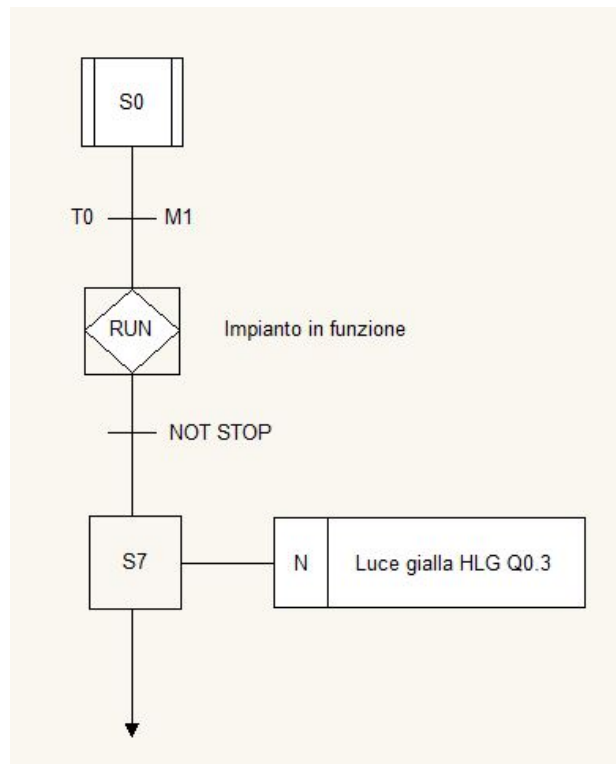 S0
T0 M1
RUN Impianto in funzione
NOT STOP
S7 N Luce gialla HLG Q0.3